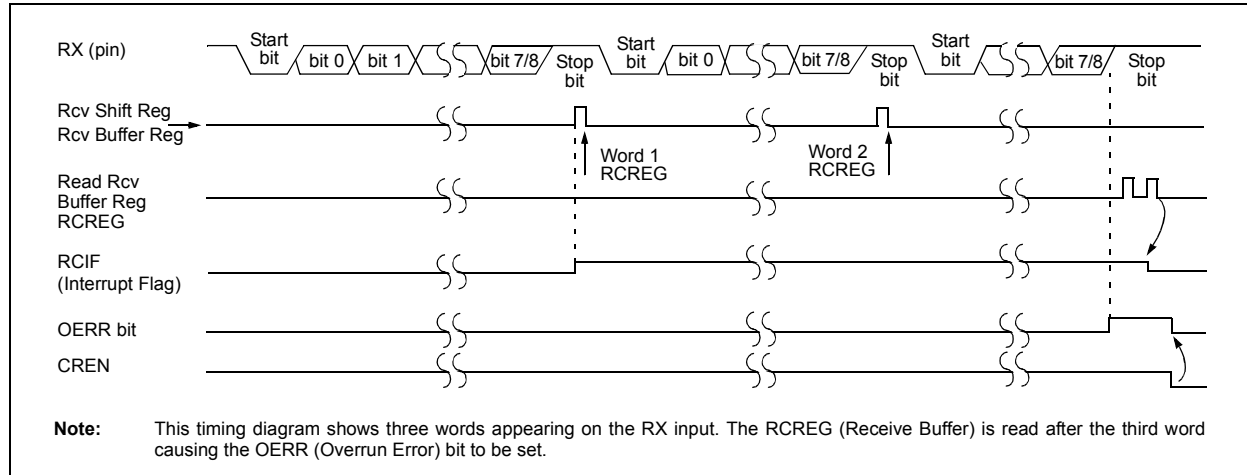 RX (pin)
Start bit
bit 0
bit 1
bit 7/8
Stop bit
Start bit
bit 0
bit 7/8
Stop bit
Start bit
bit 7/8
Stop bit
Rcv Shift Reg
Rcv Buffer Reg
Word 1
RCREG
Word 2
RCREG
Read Rcv
Buffer Reg
RCREG
RCIF
(Interrupt Flag)
OERR bit
CREN
Note: This timing diagram shows three words appearing on the RX input. The RCREG (Receive Buffer) is read after the third word
causing the OERR (Overrun Error) bit to be set.